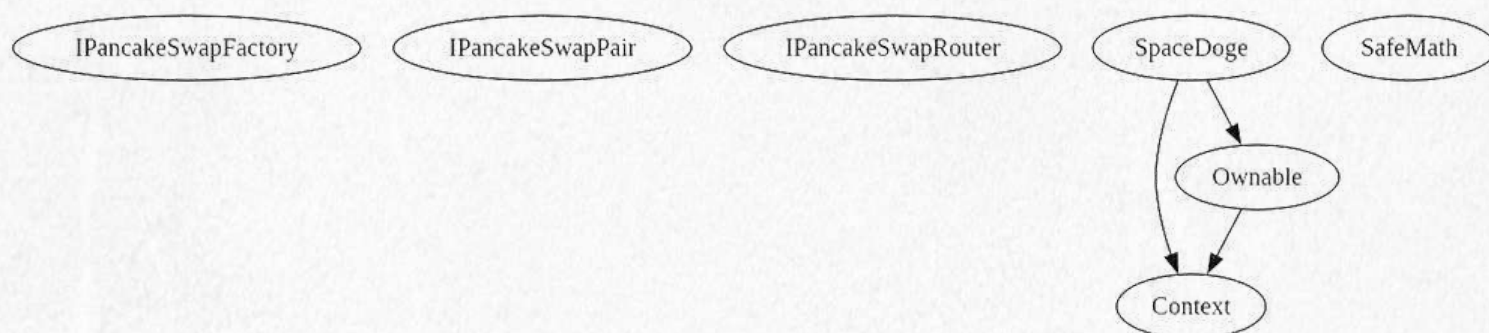 IPancakeSwapFactory IPancakeSwapPair IPancakeSwapRouter SpaceDoge SafeMath
Ownable
Context